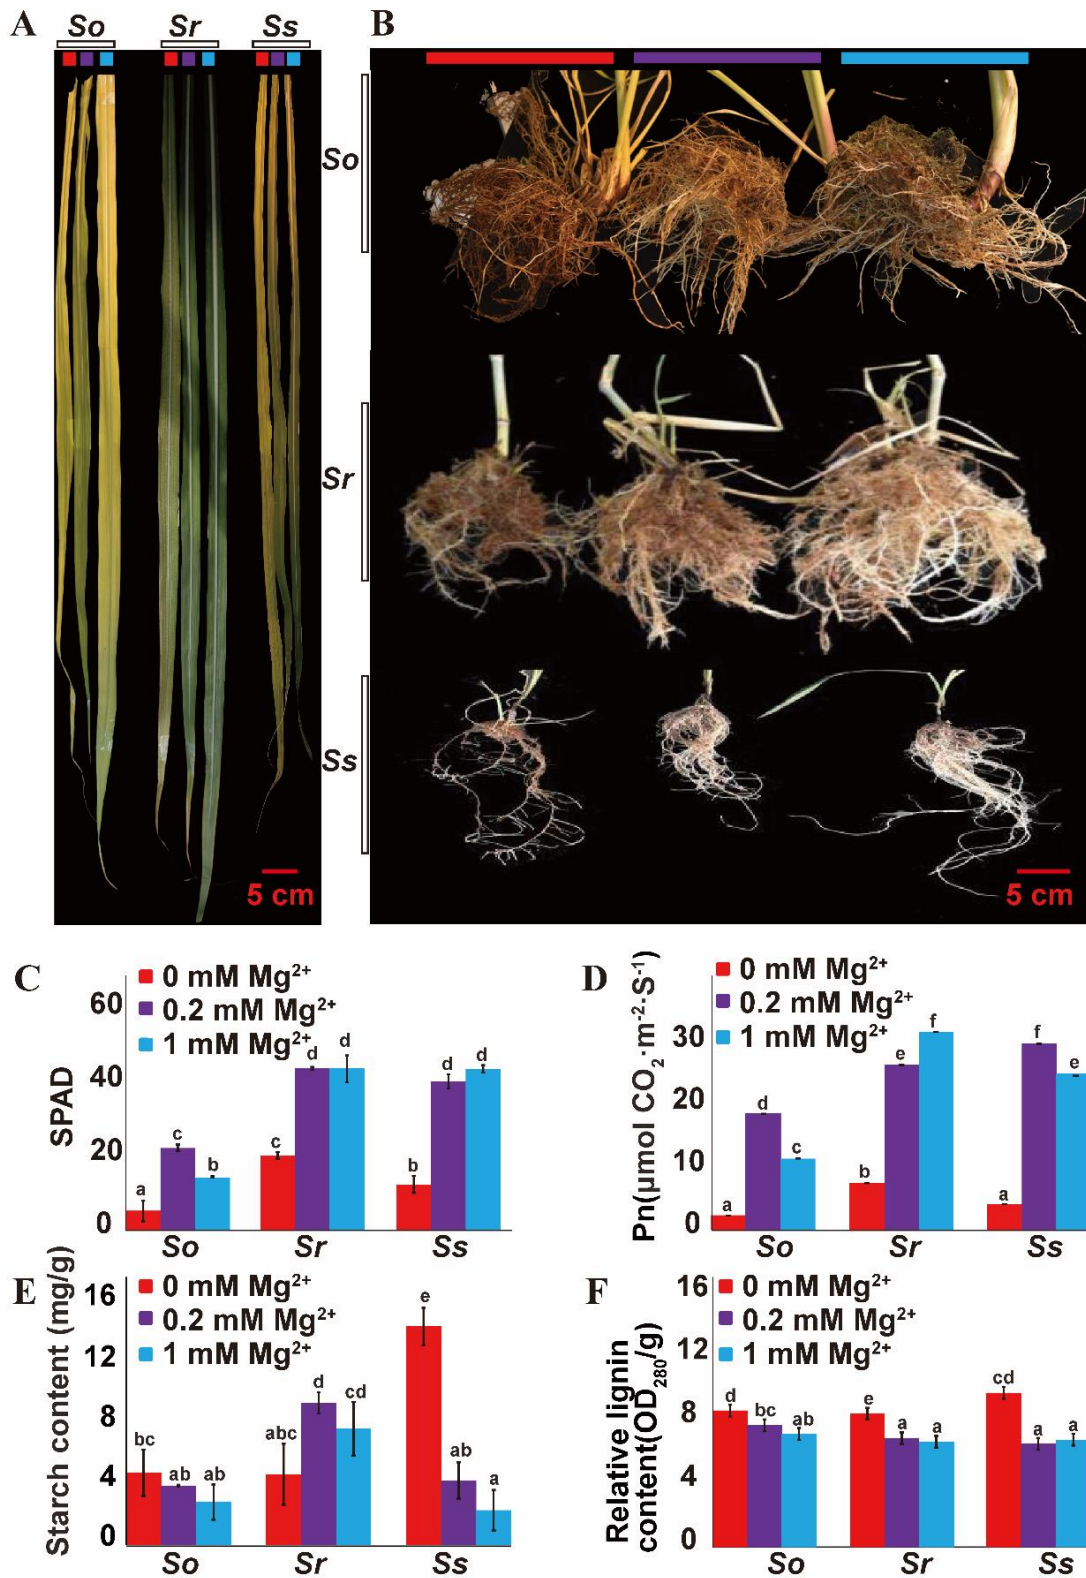 A
So
Sr
Ss
B
So
Sr
Ss
5 cm
5 cm
C
0 mM Mg²⁺
0.2 mM Mg²⁺
1 mM Mg²⁺
SPAD
60
40
20
0
a
c
b
c
d
d
b
d
d
So
Sr
Ss
D
0 mM Mg²⁺
0.2 mM Mg²⁺
1 mM Mg²⁺
Pn(μmol CO₂·m⁻²·S⁻¹)
30
20
10
0
a
d
c
b
e
f
a
f
e
So
Sr
Ss
E
0 mM Mg²⁺
0.2 mM Mg²⁺
1 mM Mg²⁺
Starch content (mg/g)
16
12
8
4
0
bc
ab
ab
abc
d
cd
e
ab
a
So
Sr
Ss
F
0 mM Mg²⁺
0.2 mM Mg²⁺
1 mM Mg²⁺
Relative lignin
content(OD₂₈₀/g)
16
12
8
4
0
d
bc
ab
e
a
a
cd
a
a
So
Sr
Ss